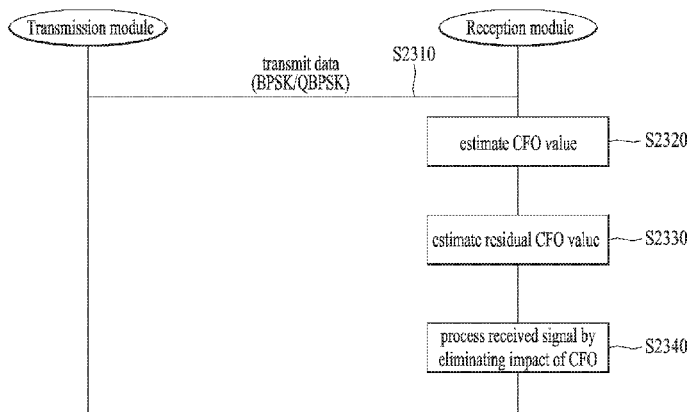 Transmission module
Reception module
S2310
transmit data
(BPSK/QBPSK)
estimate CFO value
S2320
estimate residual CFO value
S2330
process received signal by
eliminating impact of CFO
S2340